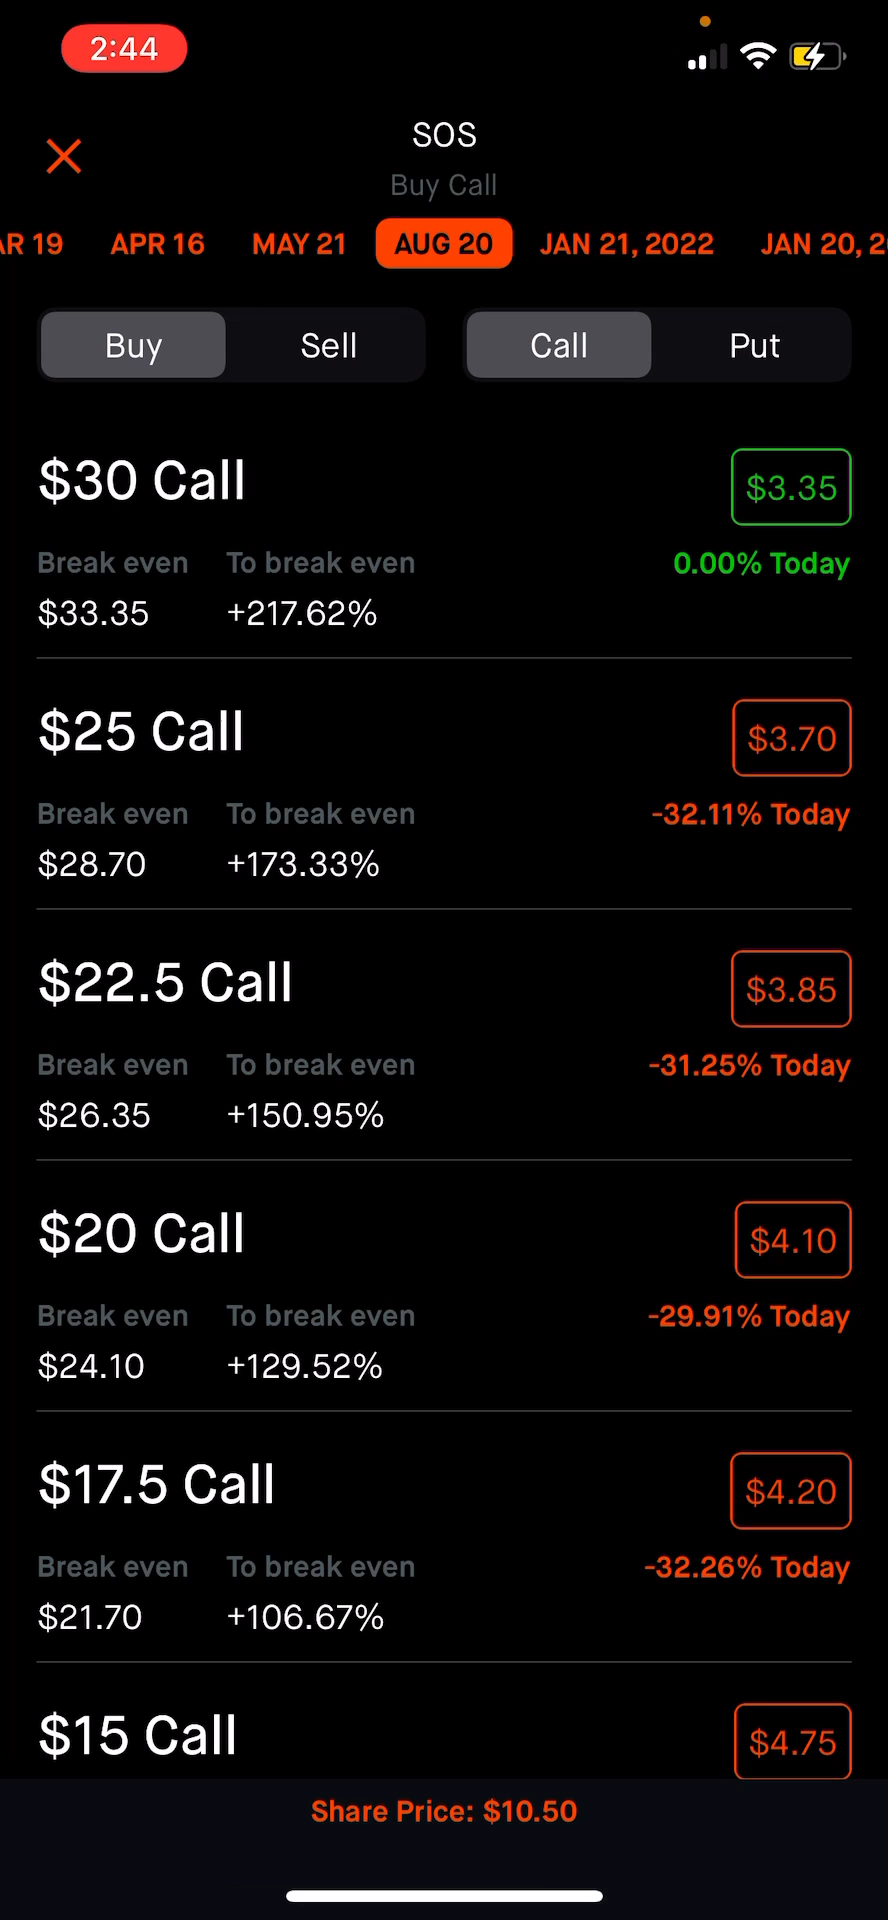 2:44
SOS
Buy Call
AR 19 APR 16 MAY 21 AUG 20 JAN 21, 2022 JAN 20, 2
Buy Sell Call Put
$30 Call $3.35
Break even To break even 0.00% Today
$33.35 +217.62%
$25 Call $3.70
Break even To break even -32.11% Today
$28.70 +173.33%
$22.5 Call $3.85
Break even To break even -31.25% Today
$26.35 +150.95%
$20 Call $4.10
Break even To break even -29.91% Today
$24.10 +129.52%
$17.5 Call $4.20
Break even To break even -32.26% Today
$21.70 +106.67%
$15 Call $4.75
Share Price: $10.50